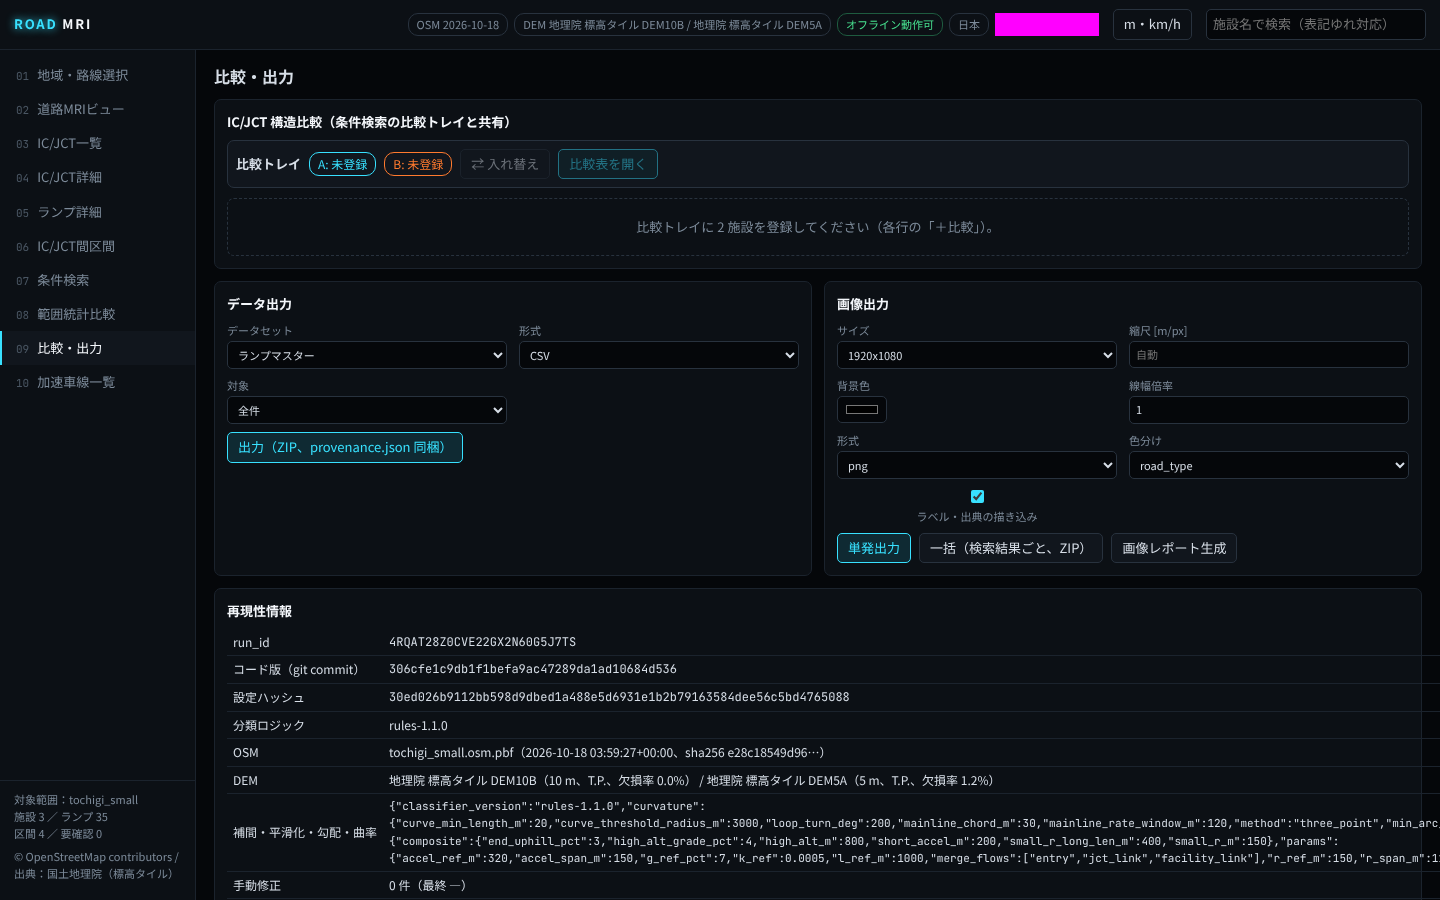 ROAD MRI
OSM 2026-10-18
DEM 地理院 標高タイル DEM10B / 地理院 標高タイル DEM5A
オフライン動作可
日本
m・km/h
施設名で検索（表記ゆれ対応）
01 地域・路線選択
02 道路MRIビュー
03 IC/JCT一覧
04 IC/JCT詳細
05 ランプ詳細
06 IC/JCT間区間
07 条件検索
08 範囲統計比較
09 比較・出力
10 加速車線一覧
対象範囲：tochigi_small
施設 3 ／ ランプ 35
区間 4 ／ 要確認 0
© OpenStreetMap contributors /
出典：国土地理院（標高タイル）
比較・出力
IC/JCT 構造比較（条件検索の比較トレイと共有）
比較トレイ A: 未登録 B: 未登録 ⇄ 入れ替え 比較表を開く
比較トレイに 2 施設を登録してください（各行の「＋比較」）。
データ出力
データセット 形式
ランプマスター CSV
対象
全件
出力（ZIP、provenance.json 同梱）
画像出力
サイズ 縮尺 [m/px]
1920x1080 自動
背景色 線幅倍率
1
形式 色分け
png road_type
ラベル・出典の描き込み
単発出力 一括（検索結果ごと、ZIP） 画像レポート生成
再現性情報
run_id 4RQAT28Z0CVE22GX2N60G5J7TS
コード版（git commit） 306cfe1c9db1f1befa9ac47289da1ad10684d536
設定ハッシュ 30ed026b9112bb598d9dbed1a488e5d6931e1b2b79163584dee56c5bd4765088
分類ロジック rules-1.1.0
OSM tochigi_small.osm.pbf（2026-10-18 03:59:27+00:00、sha256 e28c18549d96…）
DEM 地理院 標高タイル DEM10B（10 m、T.P.、欠損率 0.0%） / 地理院 標高タイル DEM5A（5 m、T.P.、欠損率 1.2%）
補間・平滑化・勾配・曲率
{"classifier_version":"rules-1.1.0","curvature":
{"curve_min_length_m":20,"curve_threshold_radius_m":3000,"loop_turn_deg":200,"mainline_chord_m":30,"mainline_rate_window_m":120,"method":"three_point","min_arc
{"composite":{"end_uphill_pct":3,"high_alt_grade_pct":4,"high_alt_m":800,"short_accel_m":200,"small_r_long_len_m":400,"small_r_m":150},"params":
{"accel_ref_m":320,"accel_span_m":150,"g_ref_pct":7,"k_ref":0.0005,"l_ref_m":1000,"merge_flows":["entry","jct_link","facility_link"],"r_ref_m":150,"r_span_m":1
手動修正 0 件（最終 —）